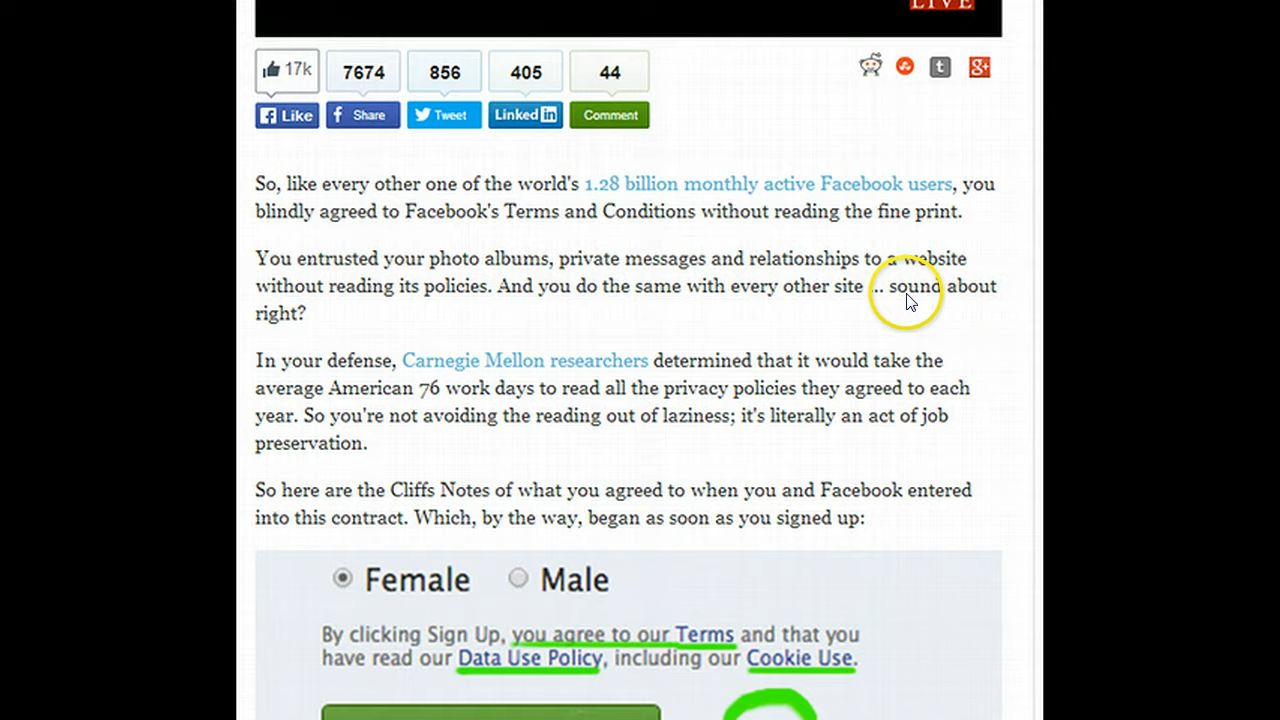 LIVE
17k 7674 856 405 44
Like Share Tweet Linked in Comment
So, like every other one of the world's 1.28 billion monthly active Facebook users, you
blindly agreed to Facebook's Terms and Conditions without reading the fine print.
You entrusted your photo albums, private messages and relationships to a website
without reading its policies. And you do the same with every other site ... sound about
right?
In your defense, Carnegie Mellon researchers determined that it would take the
average American 76 work days to read all the privacy policies they agreed to each
year. So you're not avoiding the reading out of laziness; it's literally an act of job
preservation.
So here are the Cliffs Notes of what you agreed to when you and Facebook entered
into this contract. Which, by the way, began as soon as you signed up:
Female Male
By clicking Sign Up, you agree to our Terms and that you
have read our Data Use Policy, including our Cookie Use.